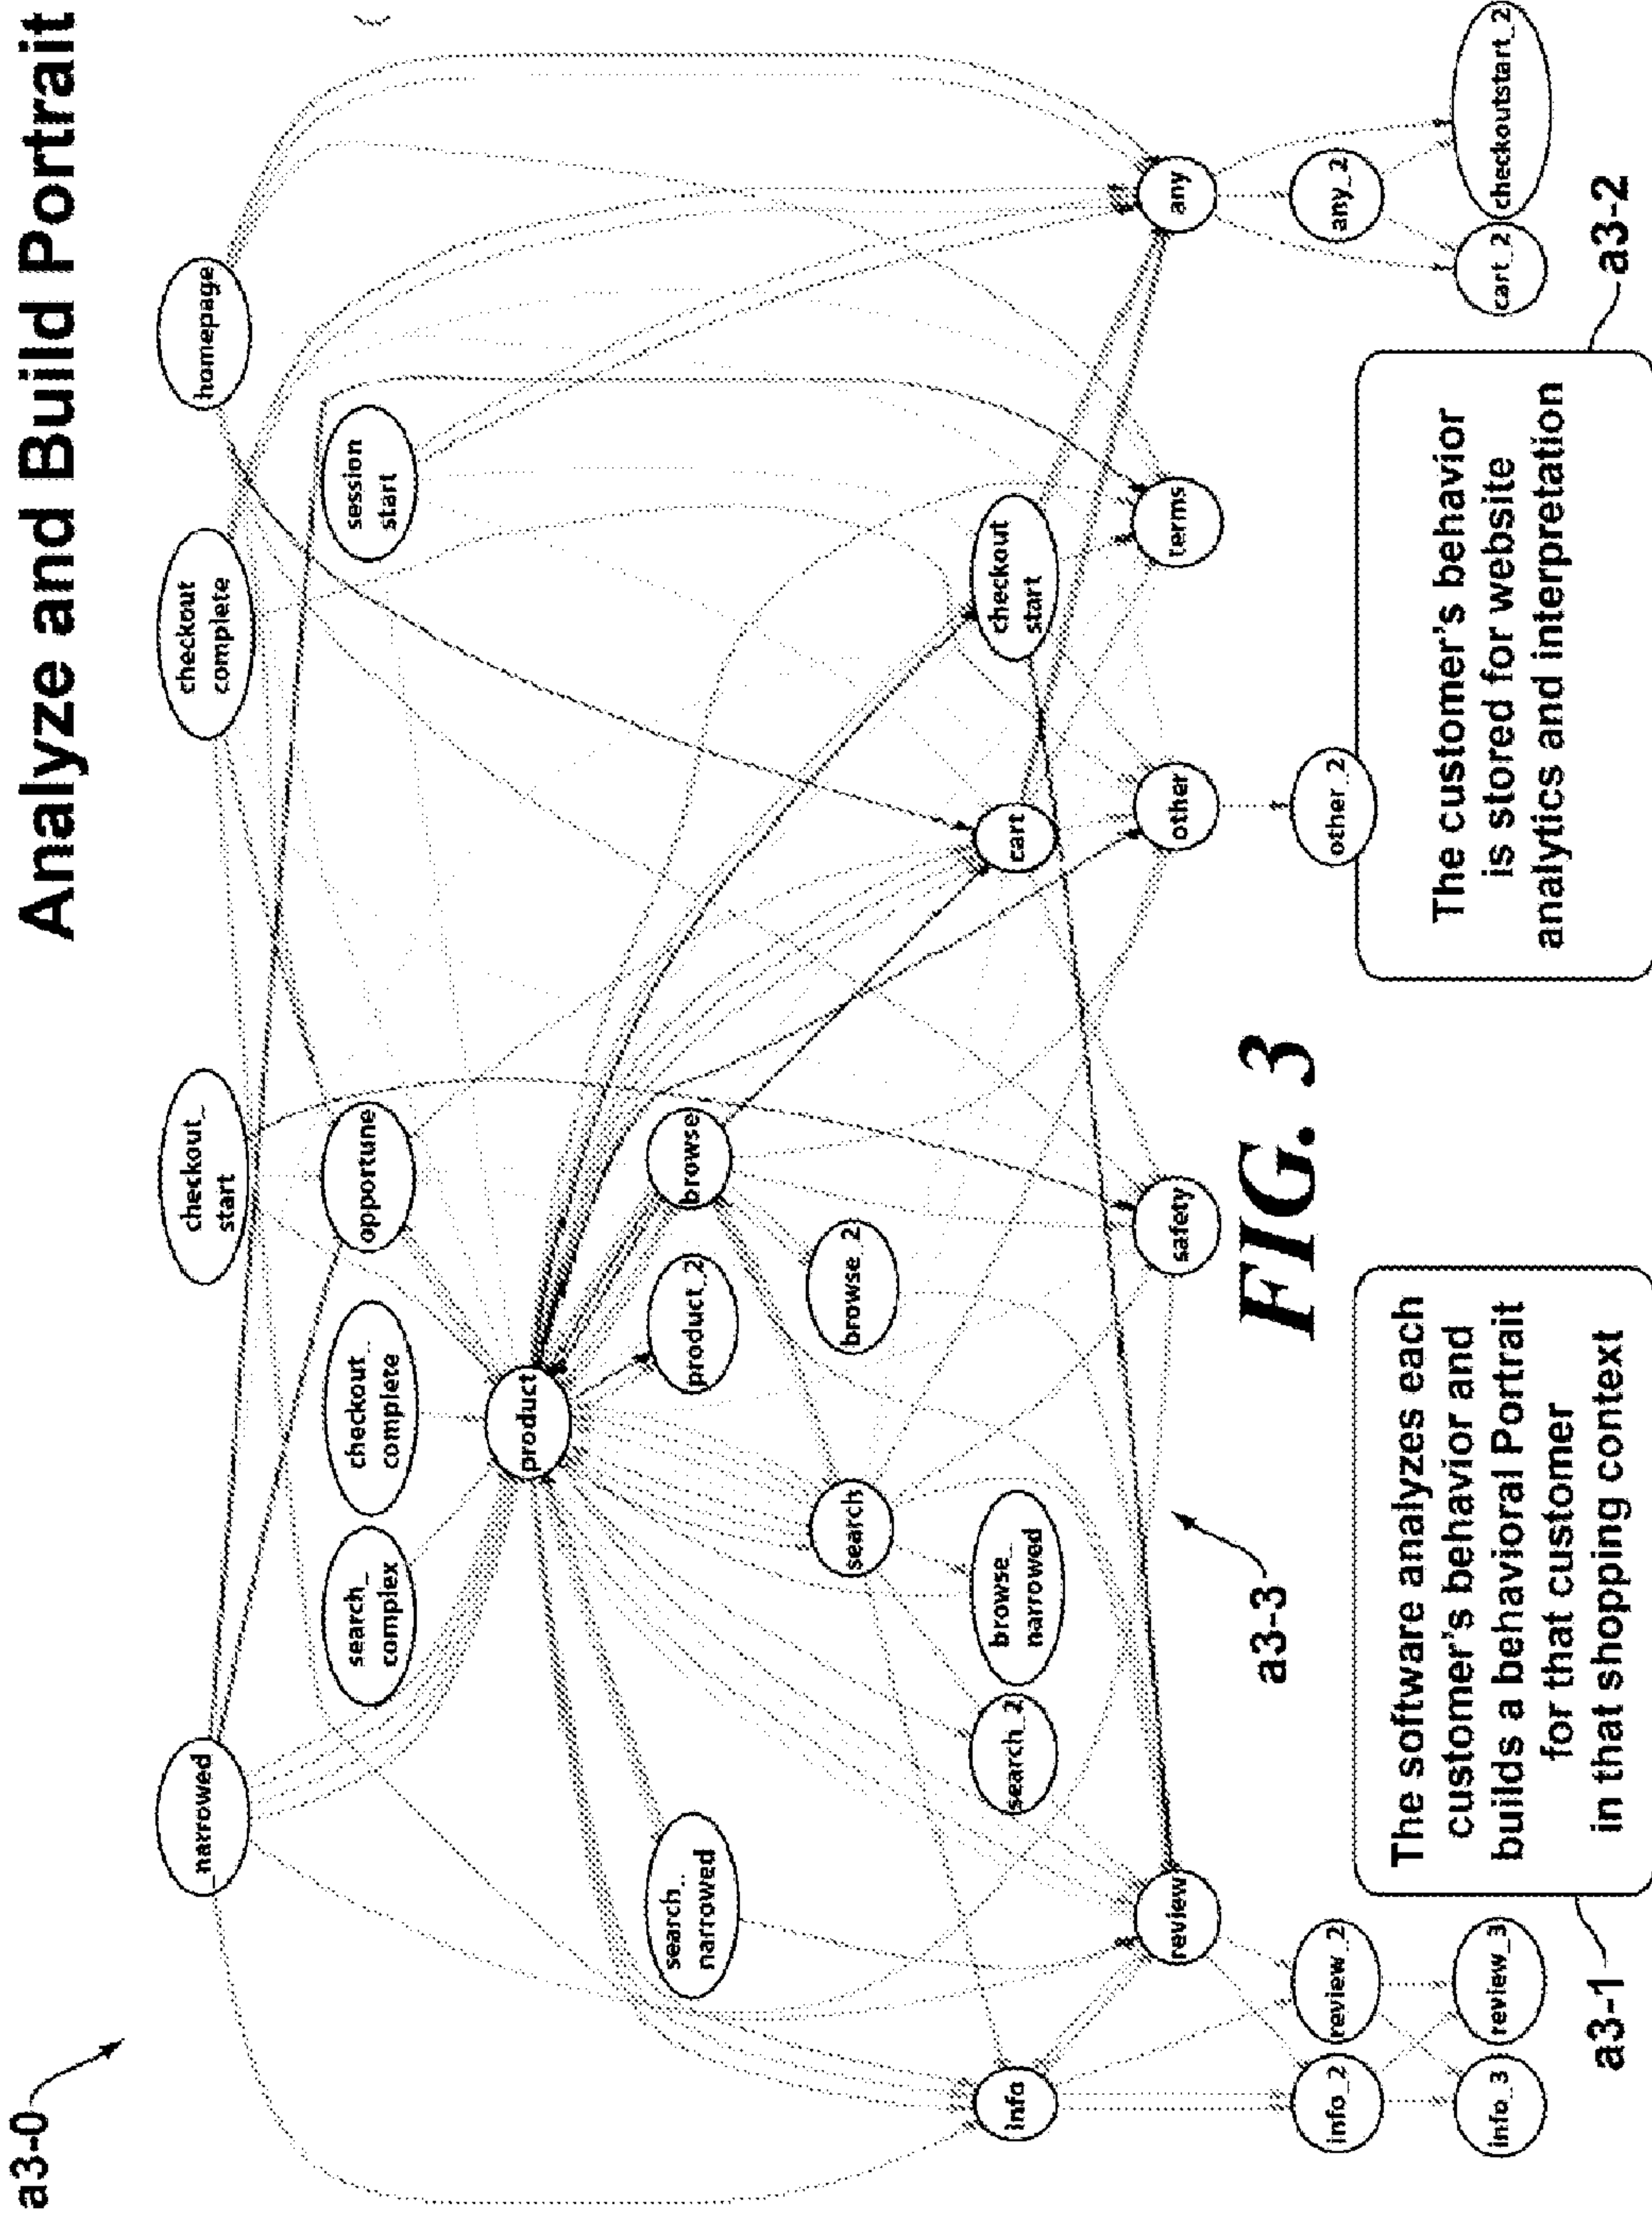 Analyze and Build Portrait
a3-0
_narrowed
checkout_
start
checkout
complete
homepage
search_
complex
checkout_
complete
opportune
session
start
product
search_
narrowed
product_2
browse
search
browse_2
info
search_2
browse_
narrowed
cart
checkout
start
review
safety
other
terms
any
a3-3
FIG. 3
info_2
review_2
other_2
any_2
info_3
review_3
cart_2
checkoutstart_2
The software analyzes each
customer's behavior and
builds a behavioral Portrait
for that customer
in that shopping context
a3-1
The customer's behavior
is stored for website
analytics and interpretation
a3-2